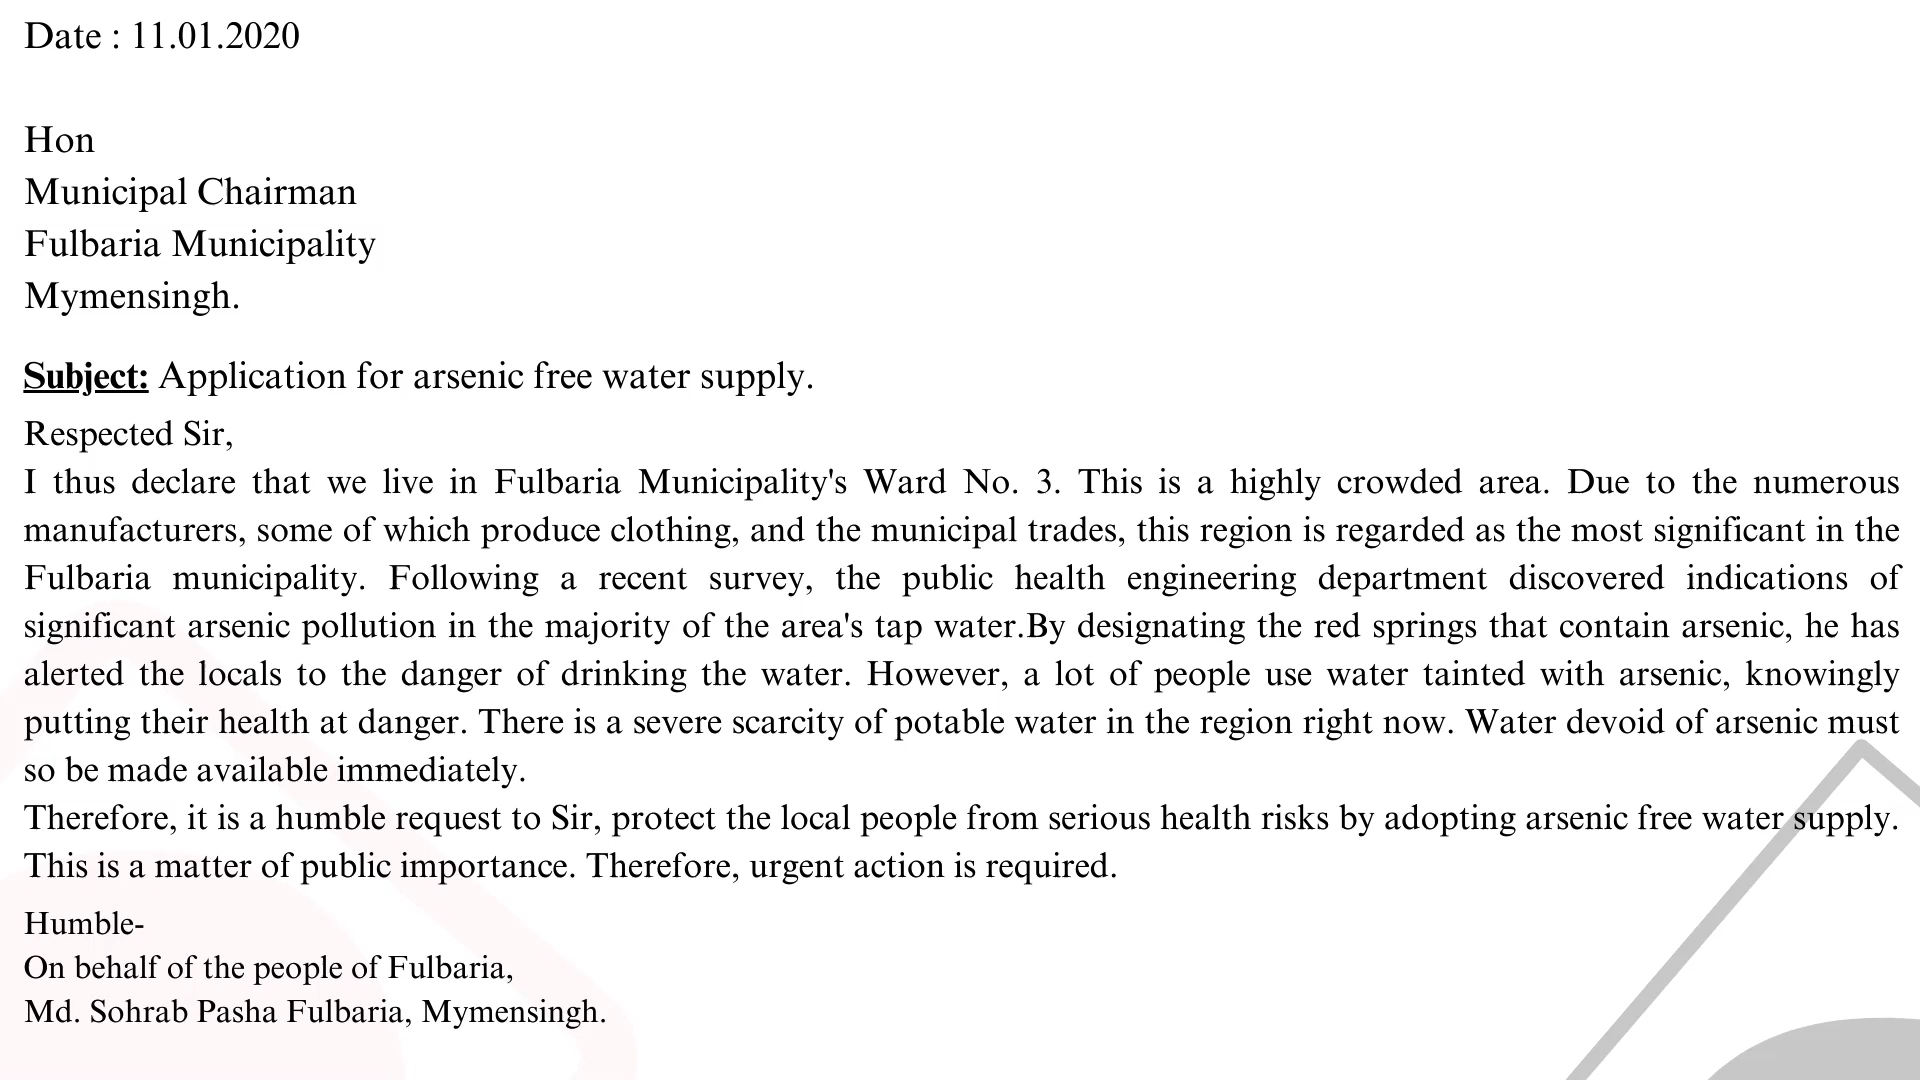 Date : 11.01.2020
Hon
Municipal Chairman
Fulbaria Municipality
Mymensingh.
Subject: Application for arsenic free water supply.
Respected Sir,
I thus declare that we live in Fulbaria Municipality's Ward No. 3. This is a highly crowded area. Due to the numerous
manufacturers, some of which produce clothing, and the municipal trades, this region is regarded as the most significant in the
Fulbaria municipality. Following a recent survey, the public health engineering department discovered indications of
significant arsenic pollution in the majority of the area's tap water.By designating the red springs that contain arsenic, he has
alerted the locals to the danger of drinking the water. However, a lot of people use water tainted with arsenic, knowingly
putting their health at danger. There is a severe scarcity of potable water in the region right now. Water devoid of arsenic must
so be made available immediately.
Therefore, it is a humble request to Sir, protect the local people from serious health risks by adopting arsenic free water supply.
This is a matter of public importance. Therefore, urgent action is required.
Humble-
On behalf of the people of Fulbaria,
Md. Sohrab Pasha Fulbaria, Mymensingh.